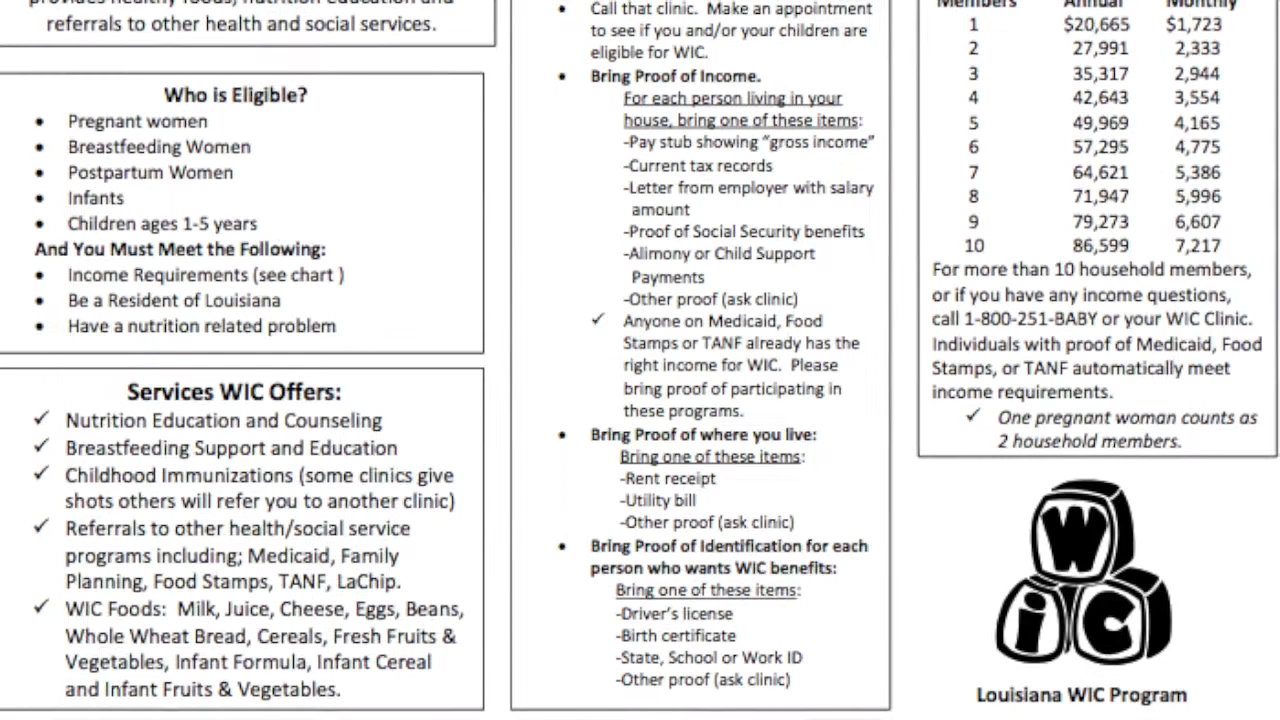 provides healthy foods, nutrition education and
referrals to other health and social services.
Who is Eligible?
• Pregnant women
• Breastfeeding Women
• Postpartum Women
• Infants
• Children ages 1-5 years
And You Must Meet the Following:
• Income Requirements (see chart )
• Be a Resident of Louisiana
• Have a nutrition related problem
Services WIC Offers:
✓ Nutrition Education and Counseling
✓ Breastfeeding Support and Education
✓ Childhood Immunizations (some clinics give
shots others will refer you to another clinic)
✓ Referrals to other health/social service
programs including; Medicaid, Family
Planning, Food Stamps, TANF, LaChip.
✓ WIC Foods: Milk, Juice, Cheese, Eggs, Beans,
Whole Wheat Bread, Cereals, Fresh Fruits &
Vegetables, Infant Formula, Infant Cereal
and Infant Fruits & Vegetables.
• Call that clinic. Make an appointment
to see if you and/or your children are
eligible for WIC.
• Bring Proof of Income.
For each person living in your
house, bring one of these items:
-Pay stub showing “gross income”
-Current tax records
-Letter from employer with salary
amount
-Proof of Social Security benefits
-Alimony or Child Support
Payments
-Other proof (ask clinic)
✓ Anyone on Medicaid, Food
Stamps or TANF already has the
right income for WIC. Please
bring proof of participating in
these programs.
• Bring Proof of where you live:
Bring one of these items:
-Rent receipt
-Utility bill
-Other proof (ask clinic)
• Bring Proof of Identification for each
person who wants WIC benefits:
Bring one of these items:
-Driver’s license
-Birth certificate
-State, School or Work ID
-Other proof (ask clinic)
Members Annual Monthly
1 $20,665 $1,723
2 27,991 2,333
3 35,317 2,944
4 42,643 3,554
5 49,969 4,165
6 57,295 4,775
7 64,621 5,386
8 71,947 5,996
9 79,273 6,607
10 86,599 7,217
For more than 10 household members,
or if you have any income questions,
call 1-800-251-BABY or your WIC Clinic.
Individuals with proof of Medicaid, Food
Stamps, or TANF automatically meet
income requirements.
✓ One pregnant woman counts as
2 household members.
W
i C
Louisiana WIC Program